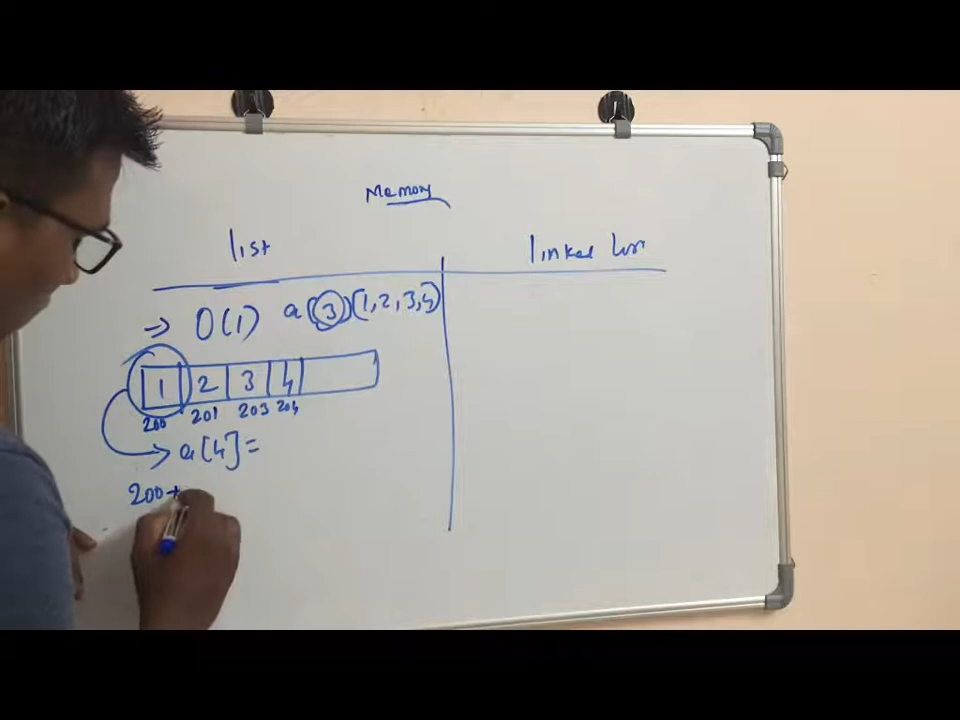 Memory
list
linked list
=> O(1) a(3)(1,2,3,4)
1 2 3 4
200 201 203 204
a[4]=
200+